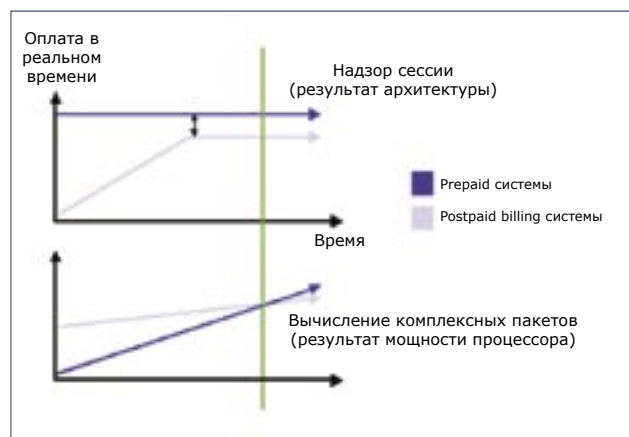 Оплата в
реальном
времени
Надзор сессии
(результат архитектуры)
Prepaid системы
Postpaid billing системы
Время
Вычисление комплексных пакетов
(результат мощности процессора)